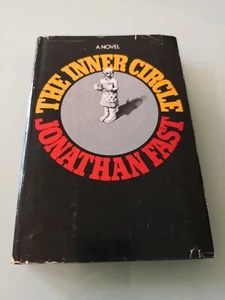 A NOVEL
THE INNER CIRCLE
JONATHAN FAST